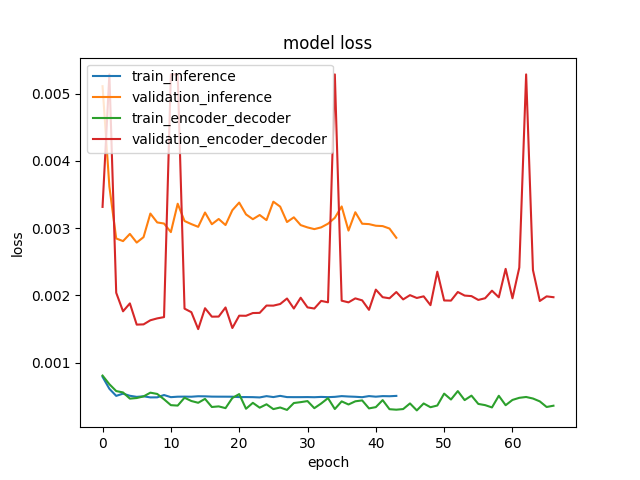 model loss
train_inference
validation_inference
train_encoder_decoder
validation_encoder_decoder
0.005
0.004
0.003
0.002
0.001
loss
0 10 20 30 40 50 60
epoch